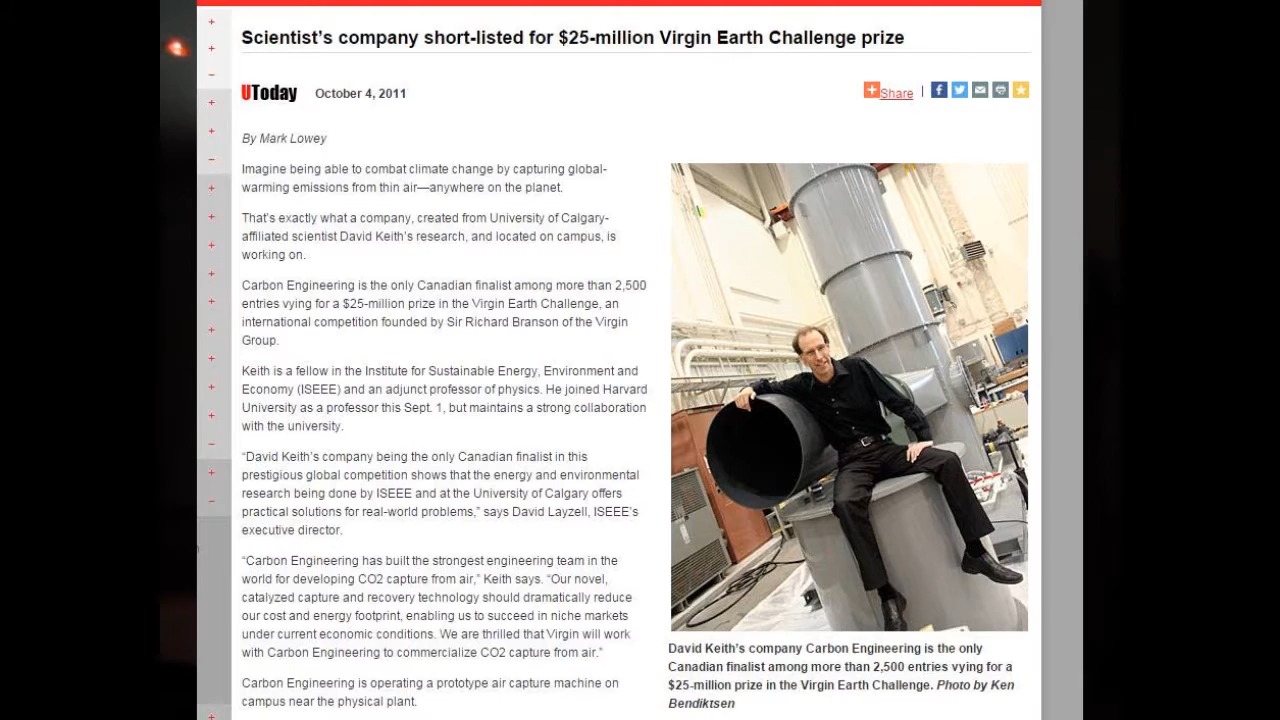 Scientist’s company short-listed for $25-million Virgin Earth Challenge prize
UToday October 4, 2011
Share |
By Mark Lowey
Imagine being able to combat climate change by capturing global-
warming emissions from thin air—anywhere on the planet.
That’s exactly what a company, created from University of Calgary-
affiliated scientist David Keith’s research, and located on campus, is
working on.
Carbon Engineering is the only Canadian finalist among more than 2,500
entries vying for a $25-million prize in the Virgin Earth Challenge, an
international competition founded by Sir Richard Branson of the Virgin
Group.
Keith is a fellow in the Institute for Sustainable Energy, Environment and
Economy (ISEEE) and an adjunct professor of physics. He joined Harvard
University as a professor this Sept. 1, but maintains a strong collaboration
with the university.
“David Keith’s company being the only Canadian finalist in this
prestigious global competition shows that the energy and environmental
research being done by ISEEE and at the University of Calgary offers
practical solutions for real-world problems,” says David Layzell, ISEEE’s
executive director.
“Carbon Engineering has built the strongest engineering team in the
world for developing CO2 capture from air,” Keith says. “Our novel,
catalyzed capture and recovery technology should dramatically reduce
our cost and energy footprint, enabling us to succeed in niche markets
under current economic conditions. We are thrilled that Virgin will work
with Carbon Engineering to commercialize CO2 capture from air.”
Carbon Engineering is operating a prototype air capture machine on
campus near the physical plant.
David Keith’s company Carbon Engineering is the only
Canadian finalist among more than 2,500 entries vying for a
$25-million prize in the Virgin Earth Challenge. Photo by Ken
Bendiktsen